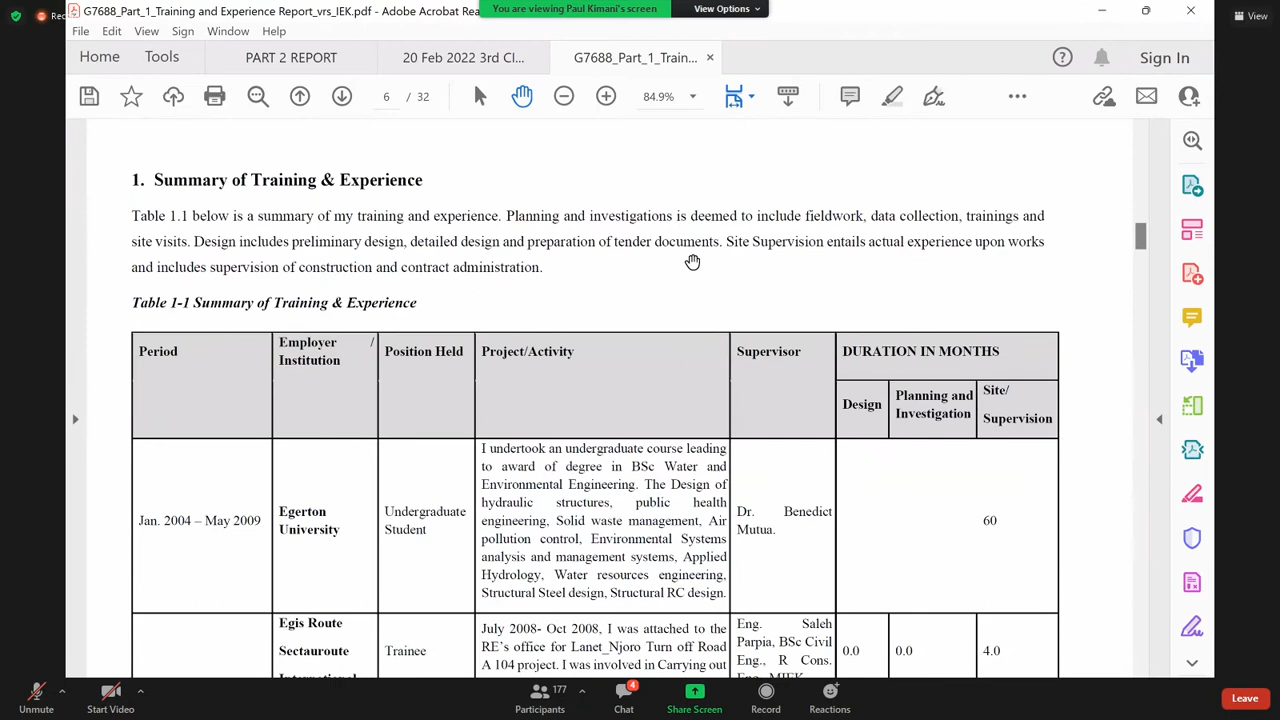 Rec
G7688_Part_1_Training and Experience Report_vrs_IEK.pdf - Adobe Acrobat Rea
You are viewing Paul Kimani's screen
View Options
View
File Edit View Sign Window Help
Home Tools PART 2 REPORT 20 Feb 2022 3rd Cl... G7688_Part_1_Train... × Sign In
6 / 32 84.9%
1. Summary of Training & Experience
Table 1.1 below is a summary of my training and experience. Planning and investigations is deemed to include fieldwork, data collection, trainings and
site visits. Design includes preliminary design, detailed design and preparation of tender documents. Site Supervision entails actual experience upon works
and includes supervision of construction and contract administration.
Table 1-1 Summary of Training & Experience
Period
Employer /
Institution
Position Held
Project/Activity
Supervisor
DURATION IN MONTHS
Design
Planning and
Investigation
Site/
Supervision
Jan. 2004 – May 2009
Egerton
University
Undergraduate
Student
I undertook an undergraduate course leading
to award of degree in BSc Water and
Environmental Engineering. The Design of
hydraulic structures, public health
engineering, Solid waste management, Air
pollution control, Environmental Systems
analysis and management systems, Applied
Hydrology, Water resources engineering,
Structural Steel design, Structural RC design.
Dr. Benedict
Mutua.
60
Egis Route
Sectauroute
International
Trainee
July 2008- Oct 2008, I was attached to the
RE's office for Lanet_Njoro Turn off Road
A 104 project. I was involved in Carrying out
Eng. Saleh
Parpia, BSc Civil
Eng., R Cons.
Eng. MIEK
0.0
0.0
4.0
Unmute
Start Video
177
Participants
4
Chat
Share Screen
Record
Reactions
Leave